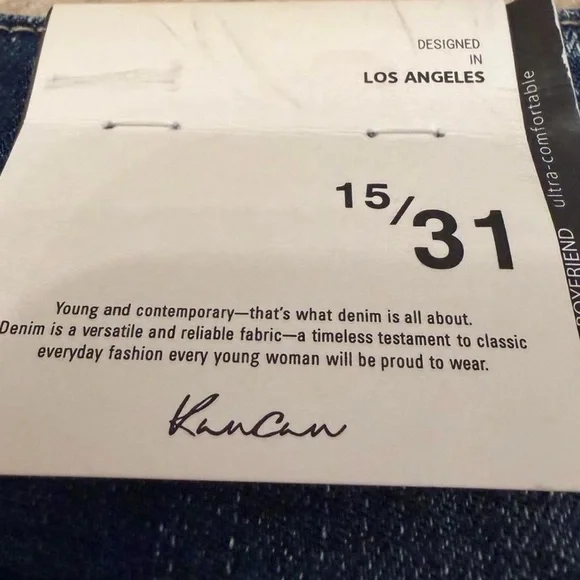 DESIGNED
IN
LOS ANGELES
15/31
Young and contemporary—that's what denim is all about.
Denim is a versatile and reliable fabric—a timeless testament to classic
everyday fashion every young woman will be proud to wear.
KanCan
BOYFRIEND ultra-comfortable